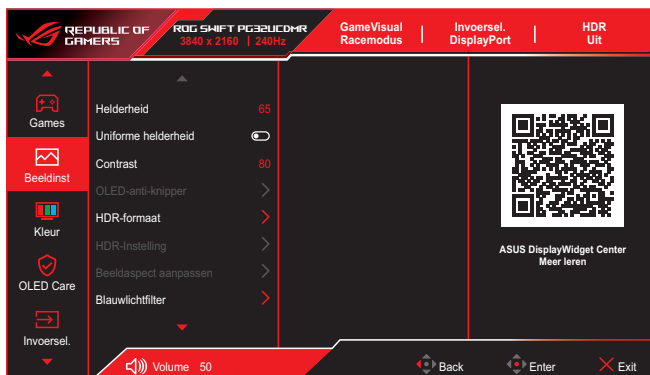 REPUBLIC OF
GAMERS
ROG SWIFT PG32UCDMR
3840 x 2160 | 240Hz
GameVisual
Racemodus
Invoersel.
DisplayPort
HDR
Uit
Games
Beeldinst
Kleur
OLED Care
Invoersel.
Helderheid 65
Uniforme helderheid
Contrast 80
OLED-anti-knipper
HDR-formaat
HDR-Instelling
Beeldaspect aanpassen
Blauwlichtfilter
ASUS DisplayWidget Center
Meer leren
Volume 50
Back
Enter
Exit